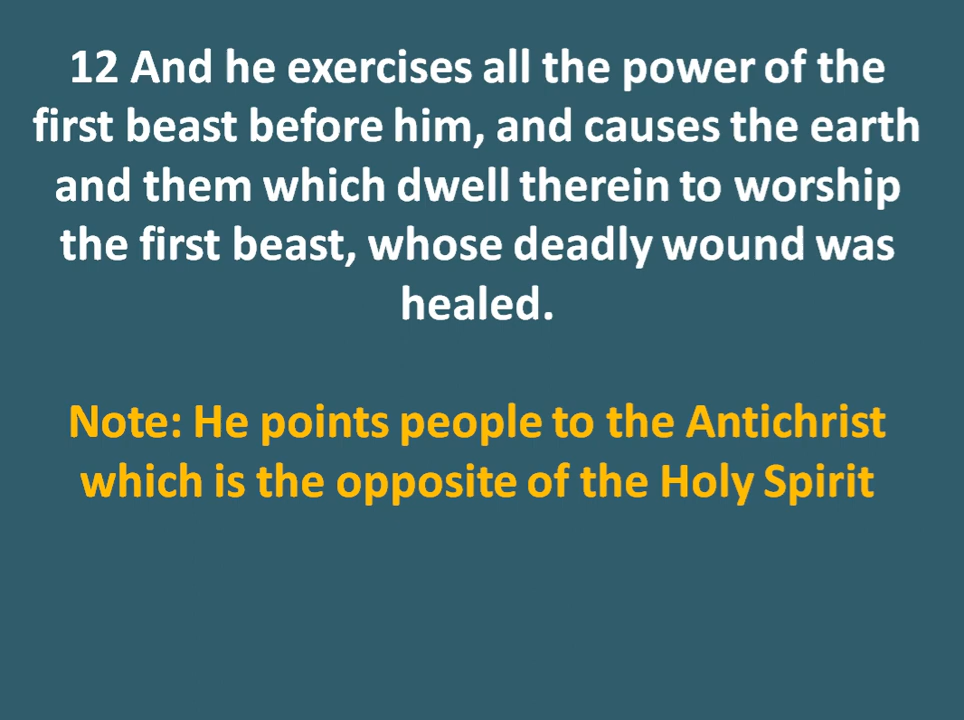 12 And he exercises all the power of the
first beast before him, and causes the earth
and them which dwell therein to worship
the first beast, whose deadly wound was
healed.
Note: He points people to the Antichrist
which is the opposite of the Holy Spirit